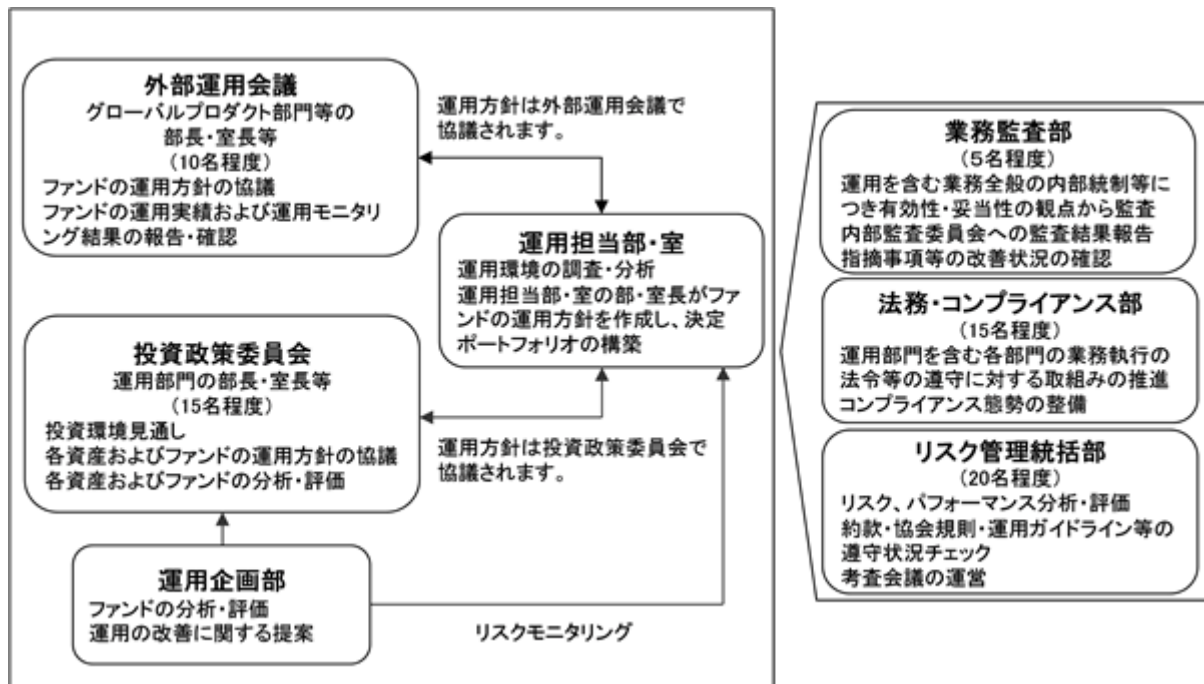 外部運用会議
グローバルプロダクト部門等の
部長・室長等
(10名程度)
ファンドの運用方針の協議
ファンドの運用実績および運用モニタリ
ング結果の報告・確認
運用方針は外部運用会議で
協議されます。
運用担当部・室
運用環境の調査・分析
運用担当部・室の部・室長がファ
ンドの運用方針を作成し、決定
ポートフォリオの構築
投資政策委員会
運用部門の部長・室長等
(15名程度)
投資環境見通し
各資産およびファンドの運用方針の協議
各資産およびファンドの分析・評価
運用方針は投資政策委員会で
協議されます。
運用企画部
ファンドの分析・評価
運用の改善に関する提案
リスクモニタリング
業務監査部
(5名程度)
運用を含む業務全般の内部統制等に
つき有効性・妥当性の観点から監査
内部監査委員会への監査結果報告
指摘事項等の改善状況の確認
法務・コンプライアンス部
(15名程度)
運用部門を含む各部門の業務執行の
法令等の遵守に対する取組みの推進
コンプライアンス態勢の整備
リスク管理統括部
(20名程度)
リスク、パフォーマンス分析・評価
約款・協会規則・運用ガイドライン等の
遵守状況チェック
考査会議の運営